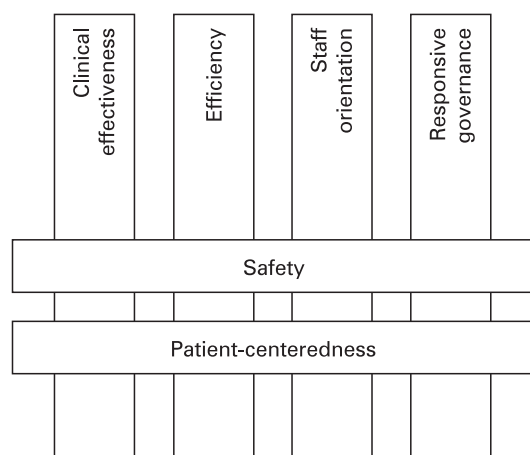 Clinical
effectiveness
Efficiency
Staff
orientation
Responsive
governance
Safety
Patient-centeredness